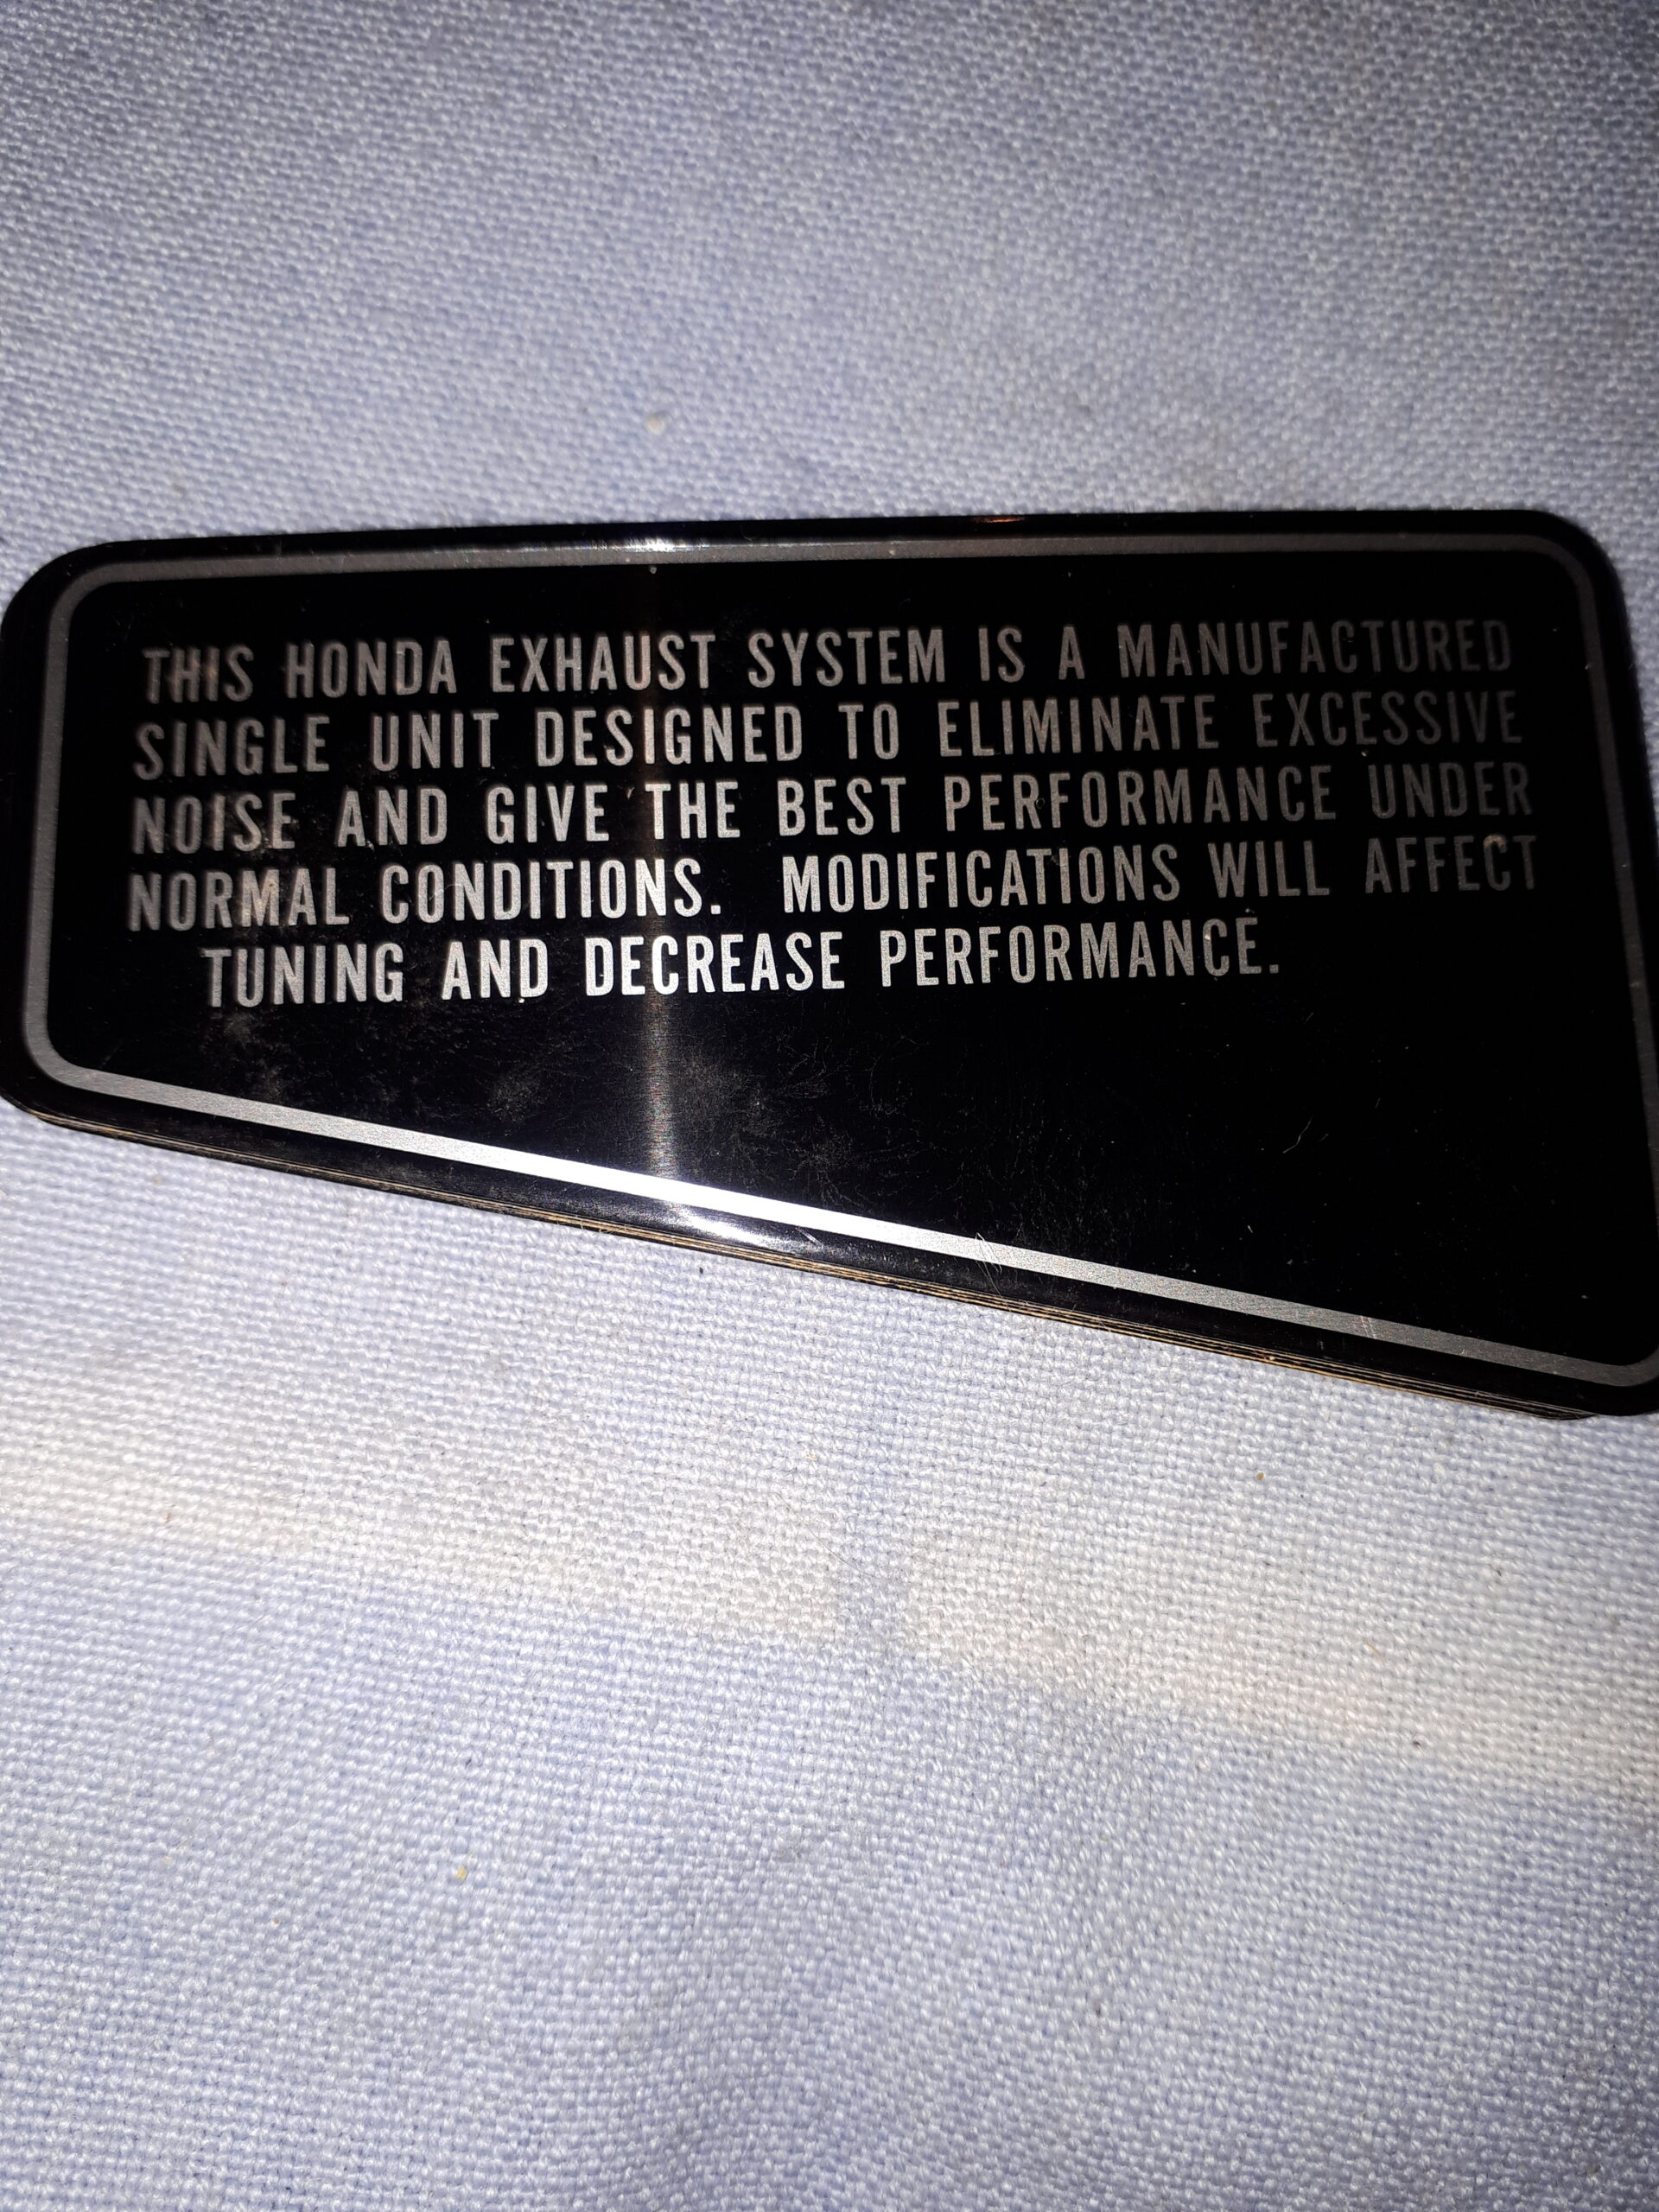 THIS HONDA EXHAUST SYSTEM IS A MANUFACTURED
SINGLE UNIT DESIGNED TO ELIMINATE EXCESSIVE
NOISE AND GIVE THE BEST PERFORMANCE UNDER
NORMAL CONDITIONS. MODIFICATIONS WILL AFFECT
TUNING AND DECREASE PERFORMANCE.